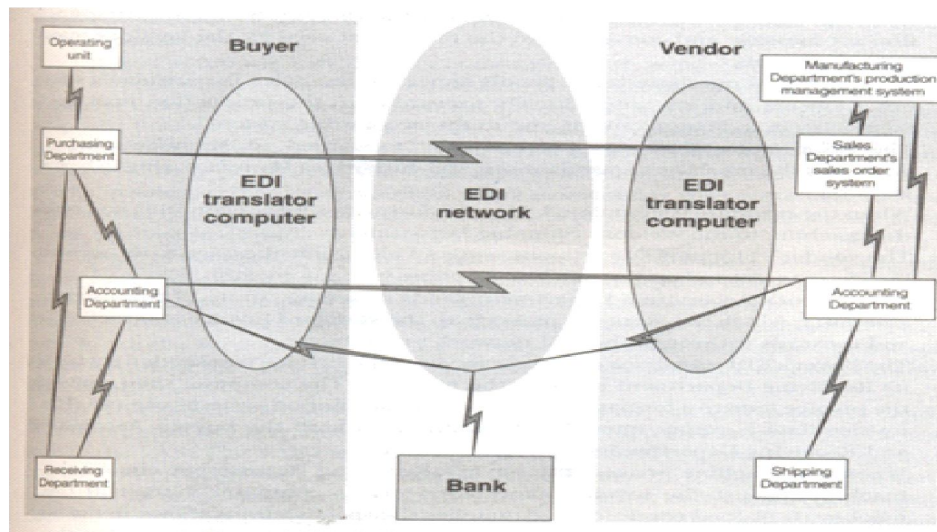 Operating
unit
Buyer
Vendor
Manufacturing
Department's production
management system
Purchasing
Department
Sales
Department's
sales order
system
EDI
translator
computer
EDI
network
EDI
translator
computer
Accounting
Department
Accounting
Department
Receiving
Department
Bank
Shipping
Department